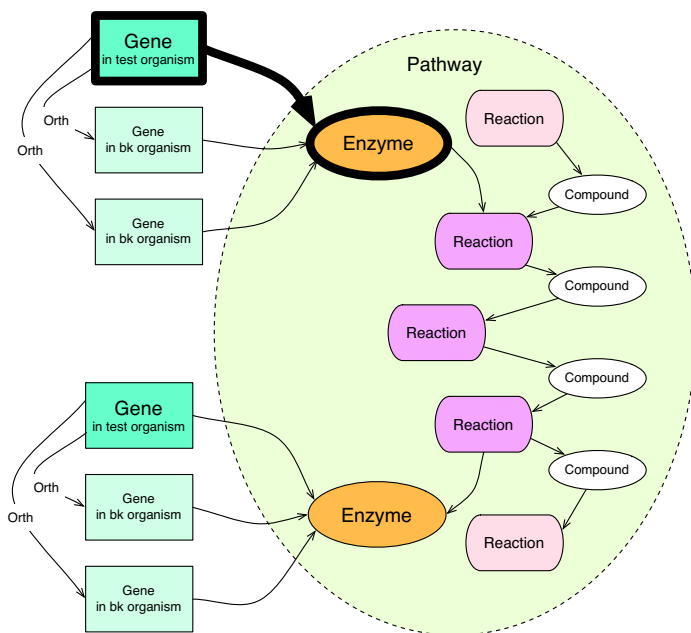 Gene
in test organism
Pathway
Orth
Gene
in bk organism
Orth
Enzyme
Reaction
Compound
Gene
in bk organism
Reaction
Compound
Reaction
Compound
Gene
in test organism
Reaction
Compound
Orth
Gene
in bk organism
Orth
Enzyme
Reaction
Gene
in bk organism